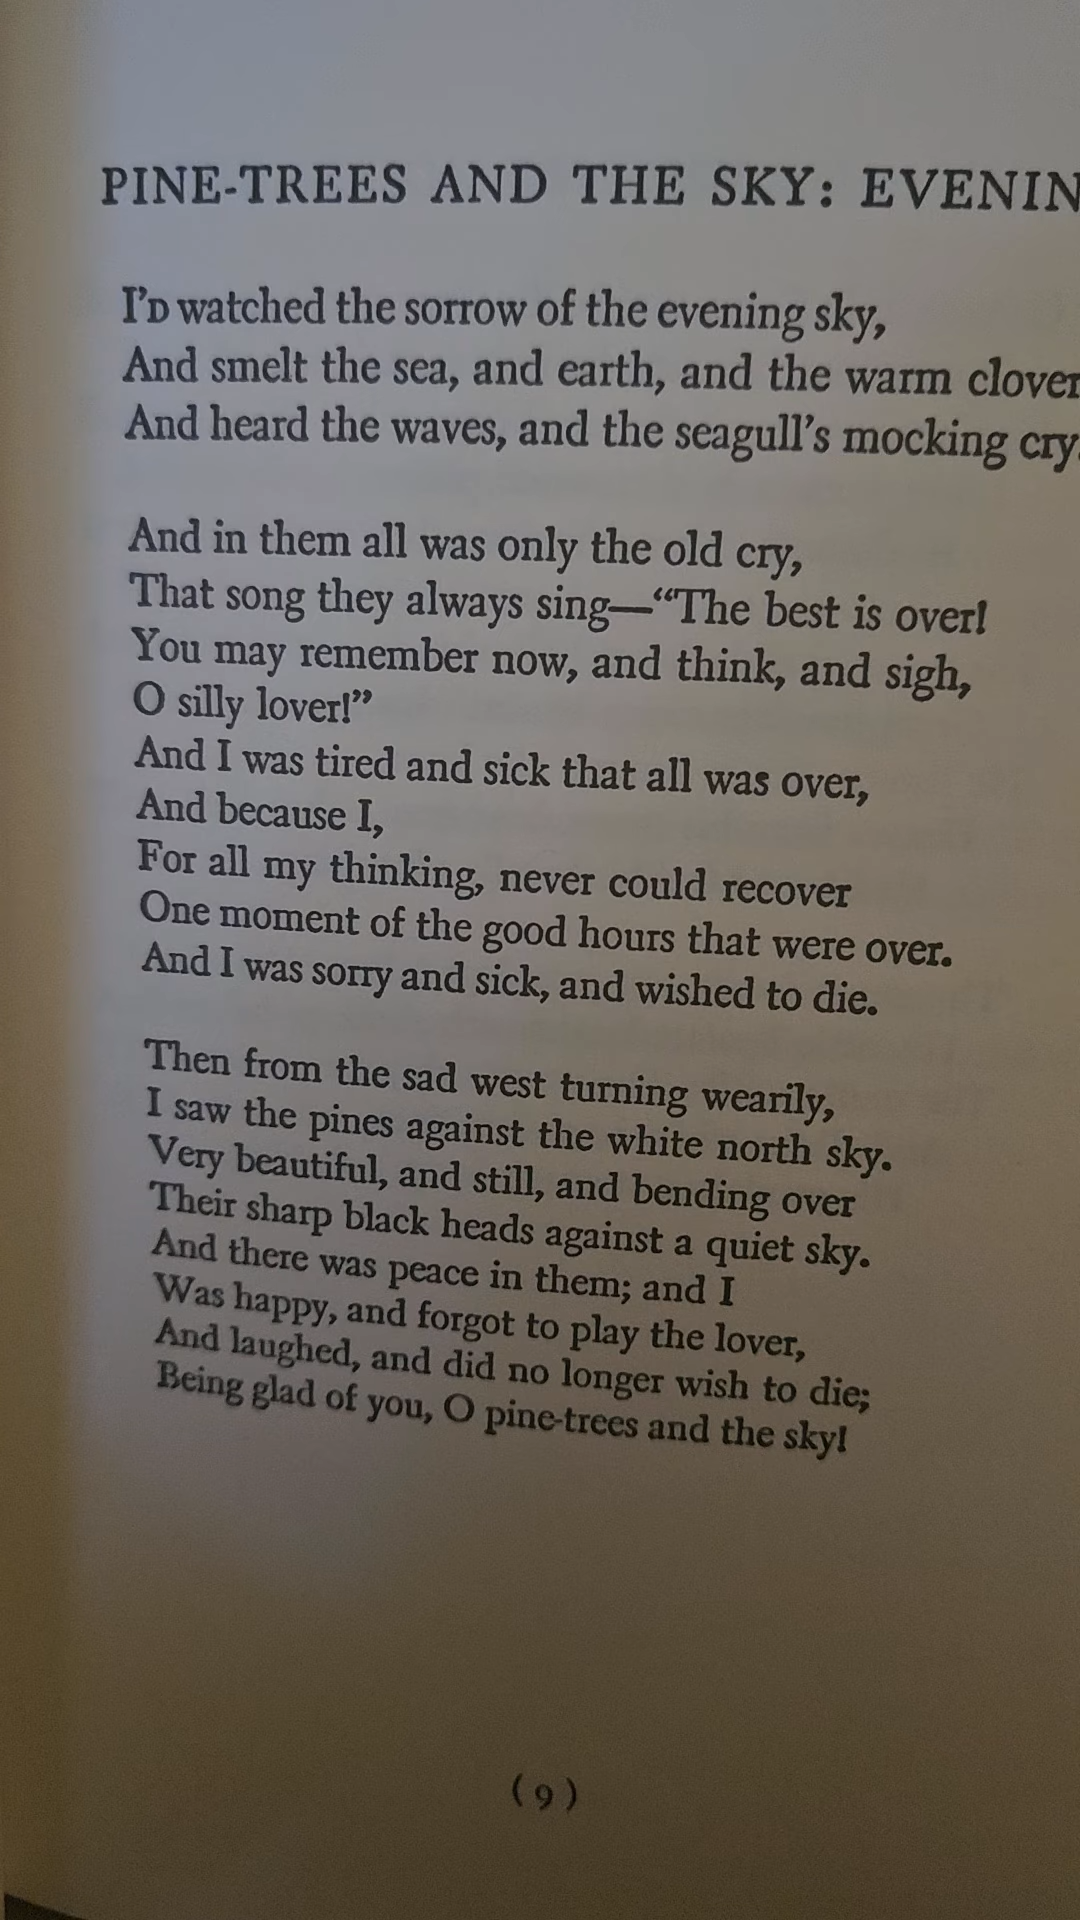 PINE-TREES AND THE SKY: EVENIN
I'D watched the sorrow of the evening sky,
And smelt the sea, and earth, and the warm clover
And heard the waves, and the seagull's mocking cry.
And in them all was only the old cry,
That song they always sing—“The best is over!
You may remember now, and think, and sigh,
O silly lover!”
And I was tired and sick that all was over,
And because I,
For all my thinking, never could recover
One moment of the good hours that were over.
And I was sorry and sick, and wished to die.
Then from the sad west turning wearily,
I saw the pines against the white north sky.
Very beautiful, and still, and bending over
Their sharp black heads against a quiet sky.
And there was peace in them; and I
Was happy, and forgot to play the lover,
And laughed, and did no longer wish to die;
Being glad of you, O pine-trees and the sky!
(9)